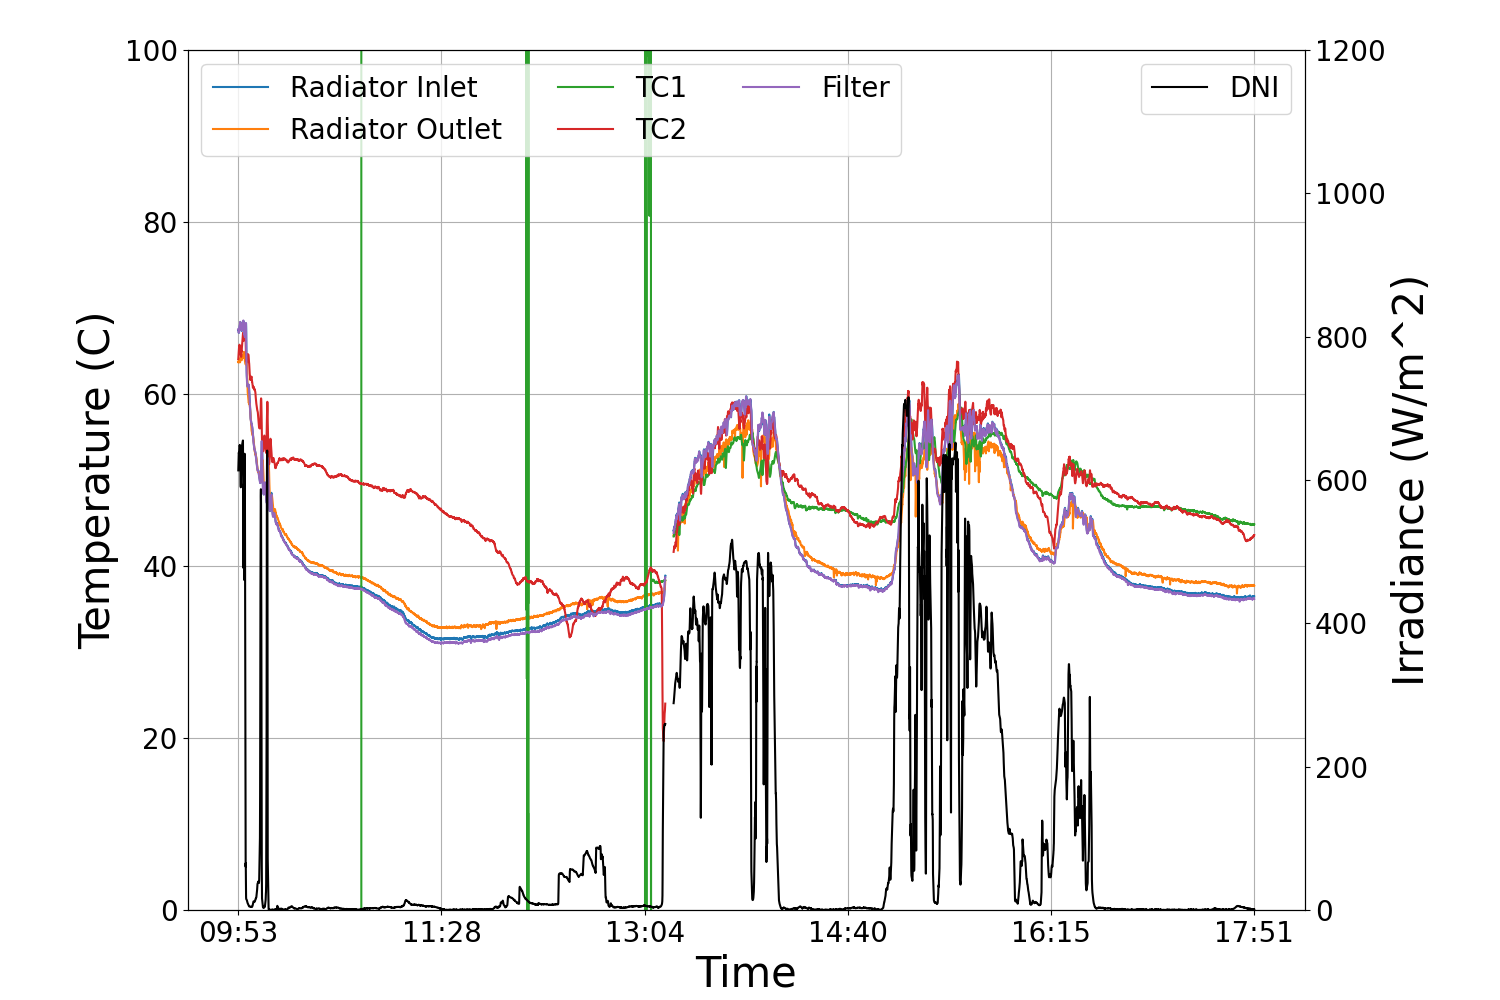 100
80
60
40
20
0
Temperature (C)
Radiator Inlet
Radiator Outlet
TC1
TC2
Filter
DNI
1200
1000
800
600
400
200
0
Irradiance (W/m^2)
09:53 11:28 13:04 14:40 16:15 17:51
Time